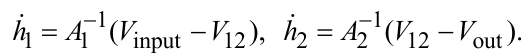 ḣ₁ = A₁⁻¹(V_input − V₁₂), ḣ₂ = A₂⁻¹(V₁₂ − V_out).